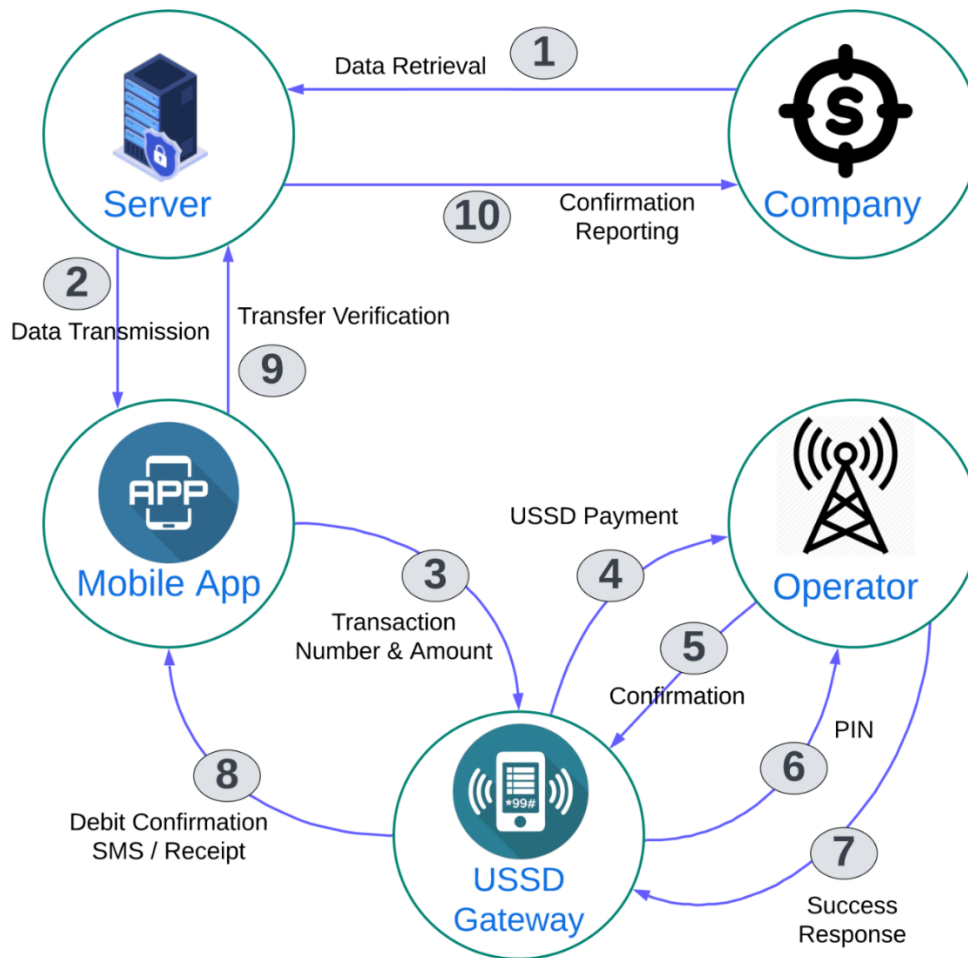 1
Data Retrieval
S
Server
Company
10
Confirmation
Reporting
2
Data Transmission
Transfer Verification
9
APP
Mobile App
USSD Payment
Operator
3
4
Transaction
Number & Amount
5
Confirmation
PIN
6
8
Debit Confirmation
SMS / Receipt
*99#
USSD
Gateway
7
Success
Response